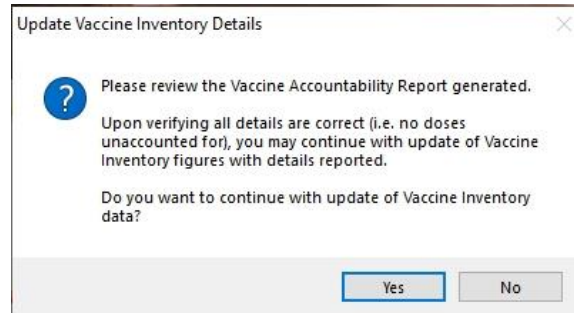 Update Vaccine Inventory Details
Please review the Vaccine Accountability Report generated.
Upon verifying all details are correct (i.e. no doses
unaccounted for), you may continue with update of Vaccine
Inventory figures with details reported.
Do you want to continue with update of Vaccine Inventory
data?
Yes No